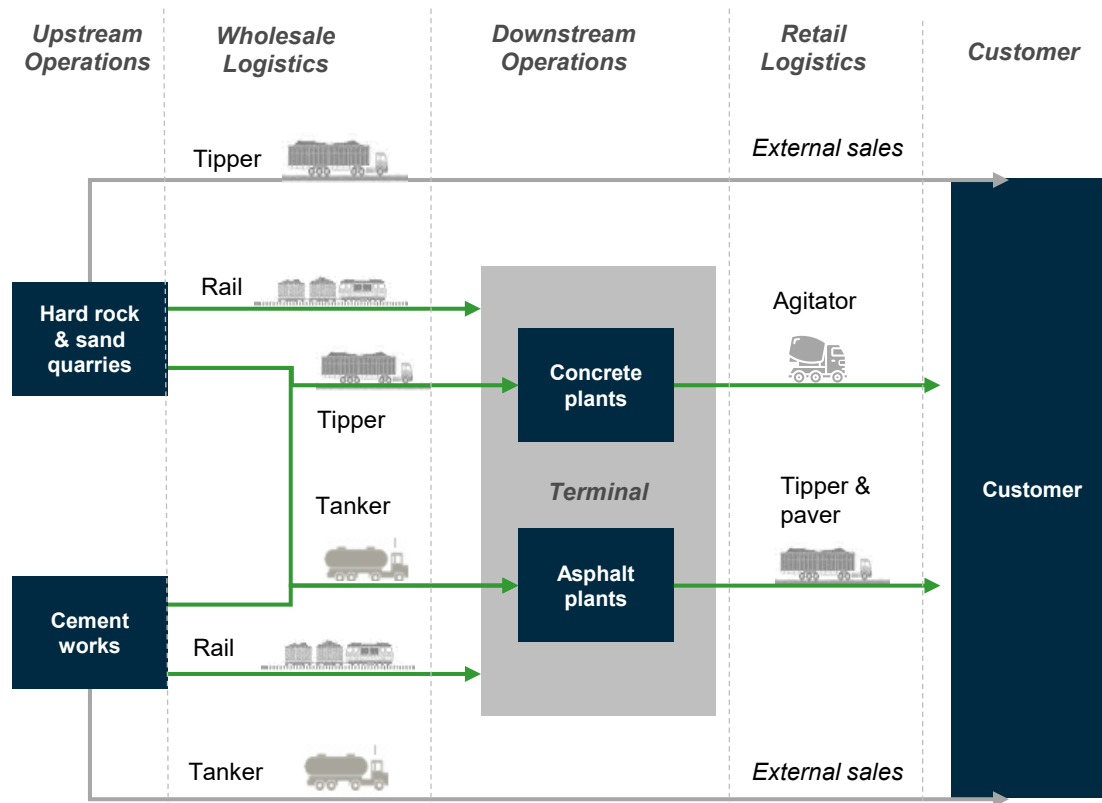 Upstream
Operations
Wholesale
Logistics
Downstream
Operations
Retail
Logistics
Customer
Tipper
External sales
Rail
Hard rock
& sand
quarries
Agitator
Concrete
plants
Tipper
Terminal
Tanker
Tipper &
paver
Customer
Asphalt
plants
Cement
works
Rail
Tanker
External sales